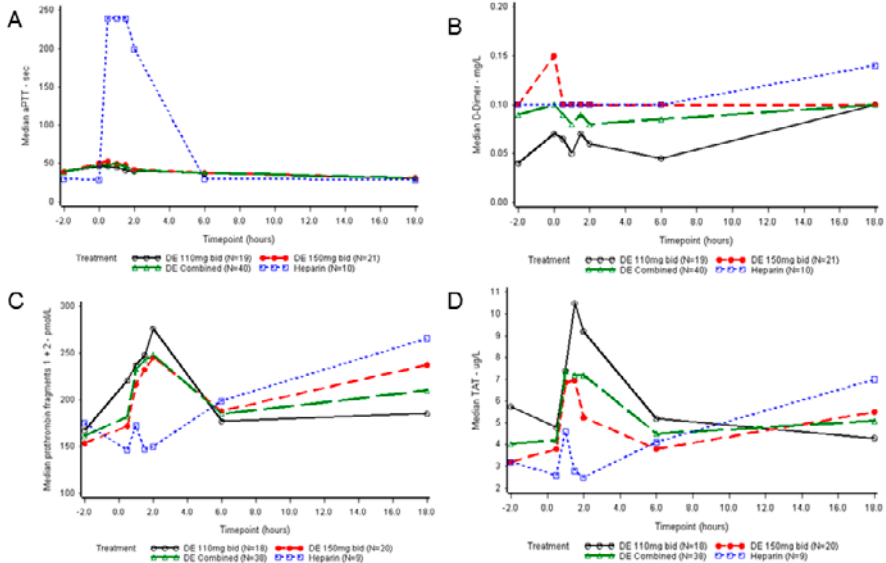 A
Median aPTT - sec
250
200
150
100
50
0
-2.0 0.0 2.0 4.0 6.0 8.0 10.0 12.0 14.0 16.0 18.0
Timepoint (hours)
Treatment
DE 110mg bid (N=19) DE 150mg bid (N=21)
DE Combined (N=40) Heparin (N=10)
B
Median D-Dimer - mg/L
0.20
0.15
0.10
0.05
0.00
-2.0 0.0 2.0 4.0 6.0 8.0 10.0 12.0 14.0 16.0 18.0
Timepoint (hours)
Treatment
DE 110mg bid (N=19) DE 150mg bid (N=21)
DE Combined (N=40) Heparin (N=10)
C
Median prothrombin fragments 1 + 2 - pmol/L
300
250
200
150
100
-2.0 0.0 2.0 4.0 6.0 8.0 10.0 12.0 14.0 16.0 18.0
Timepoint (hours)
Treatment
DE 110mg bid (N=18) DE 150mg bid (N=20)
DE Combined (N=38) Heparin (N=9)
D
Median TAT - ug/L
11
10
9
8
7
6
5
4
3
2
-2.0 0.0 2.0 4.0 6.0 8.0 10.0 12.0 14.0 16.0 18.0
Timepoint (hours)
Treatment
DE 110mg bid (N=18) DE 150mg bid (N=20)
DE Combined (N=38) Heparin (N=9)